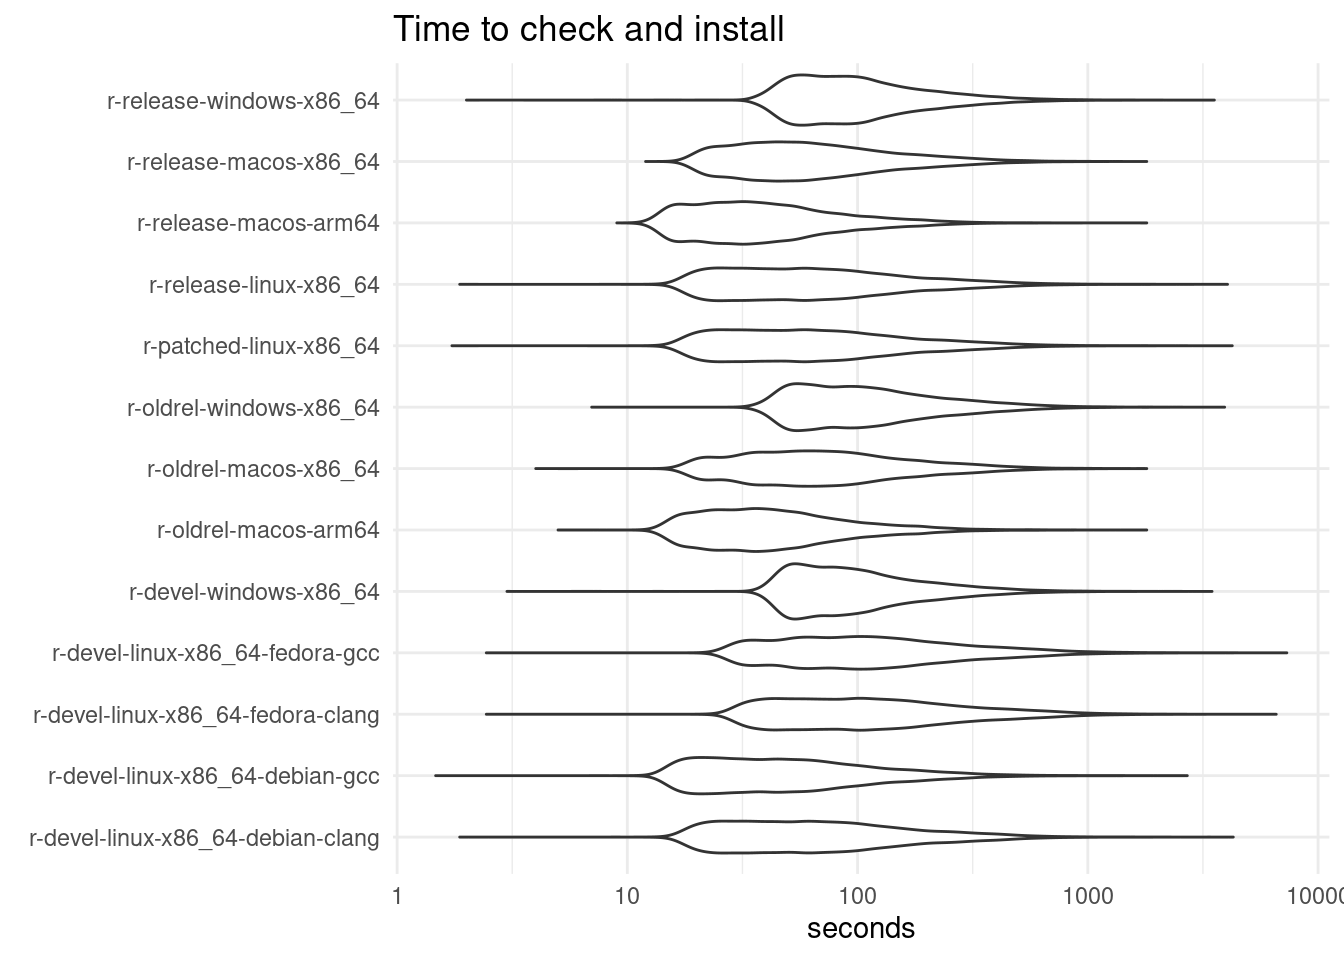 Time to check and install
r-release-windows-x86_64
r-release-macos-x86_64
r-release-macos-arm64
r-release-linux-x86_64
r-patched-linux-x86_64
r-oldrel-windows-x86_64
r-oldrel-macos-x86_64
r-oldrel-macos-arm64
r-devel-windows-x86_64
r-devel-linux-x86_64-fedora-gcc
r-devel-linux-x86_64-fedora-clang
r-devel-linux-x86_64-debian-gcc
r-devel-linux-x86_64-debian-clang
1 10 100 1000 10000
seconds